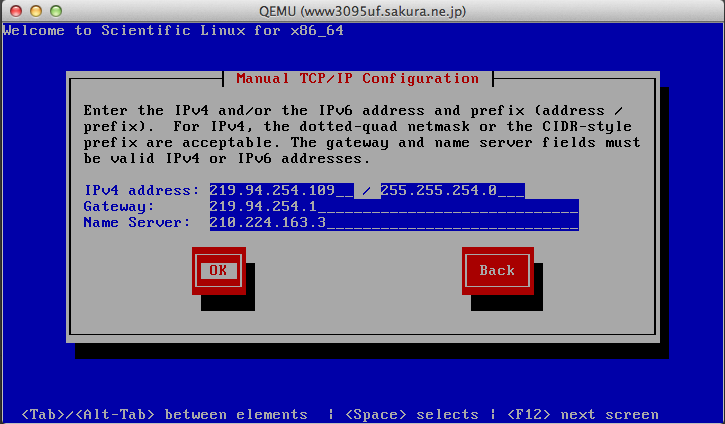 QEMU (www3095uf.sakura.ne.jp)
Welcome to Scientific Linux for x86_64
Manual TCP/IP Configuration
Enter the IPv4 and/or the IPv6 address and prefix (address /
prefix).  For IPv4, the dotted-quad netmask or the CIDR-style
prefix are acceptable. The gateway and name server fields must
be valid IPv4 or IPv6 addresses.
IPv4 address: 219.94.254.109__ / 255.255.254.0___
Gateway: 219.94.254.1_____________________________
Name Server: 210.224.163.3____________________________
OK Back
<Tab>/<Alt-Tab> between elements | <Space> selects | <F12> next screen